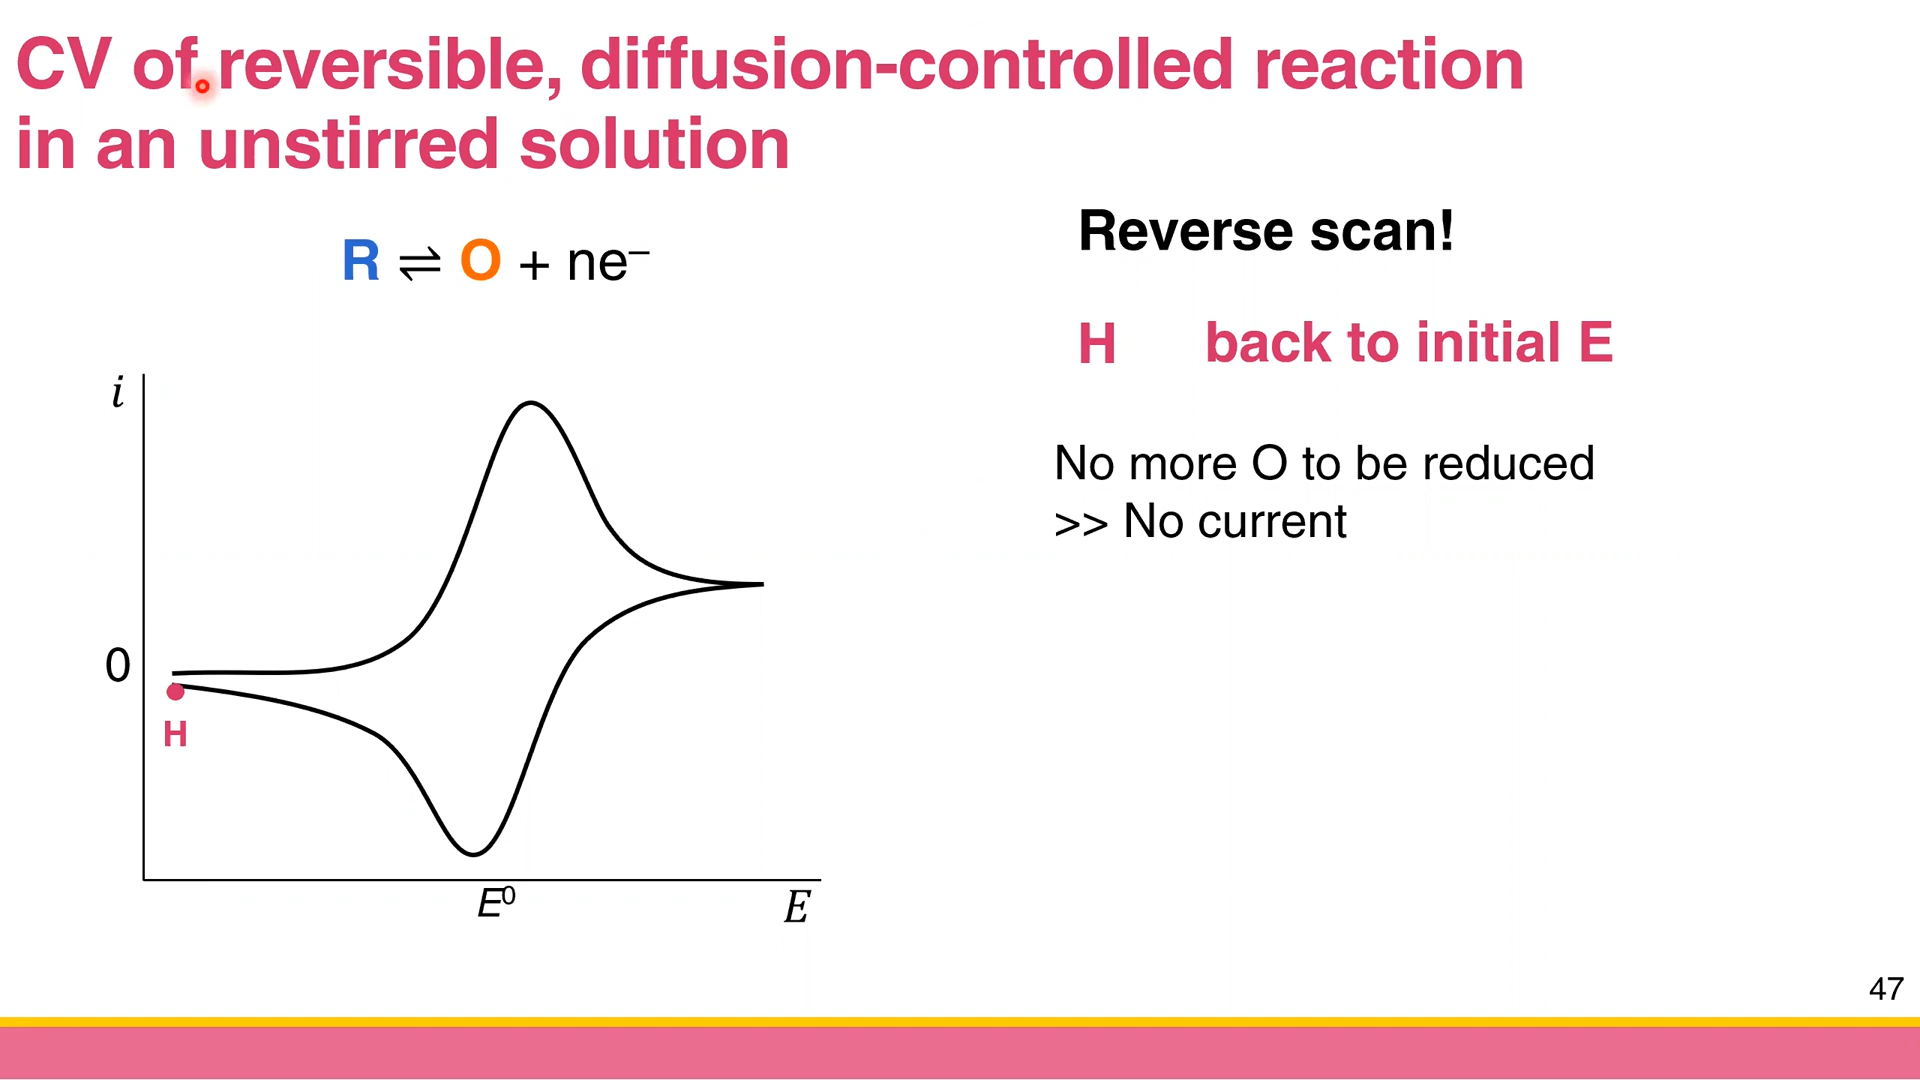 CV of reversible, diffusion-controlled reaction
in an unstirred solution
R ⇌ O + ne⁻
Reverse scan!
H back to initial E
No more O to be reduced
>> No current
i
0
H
E⁰
E
47